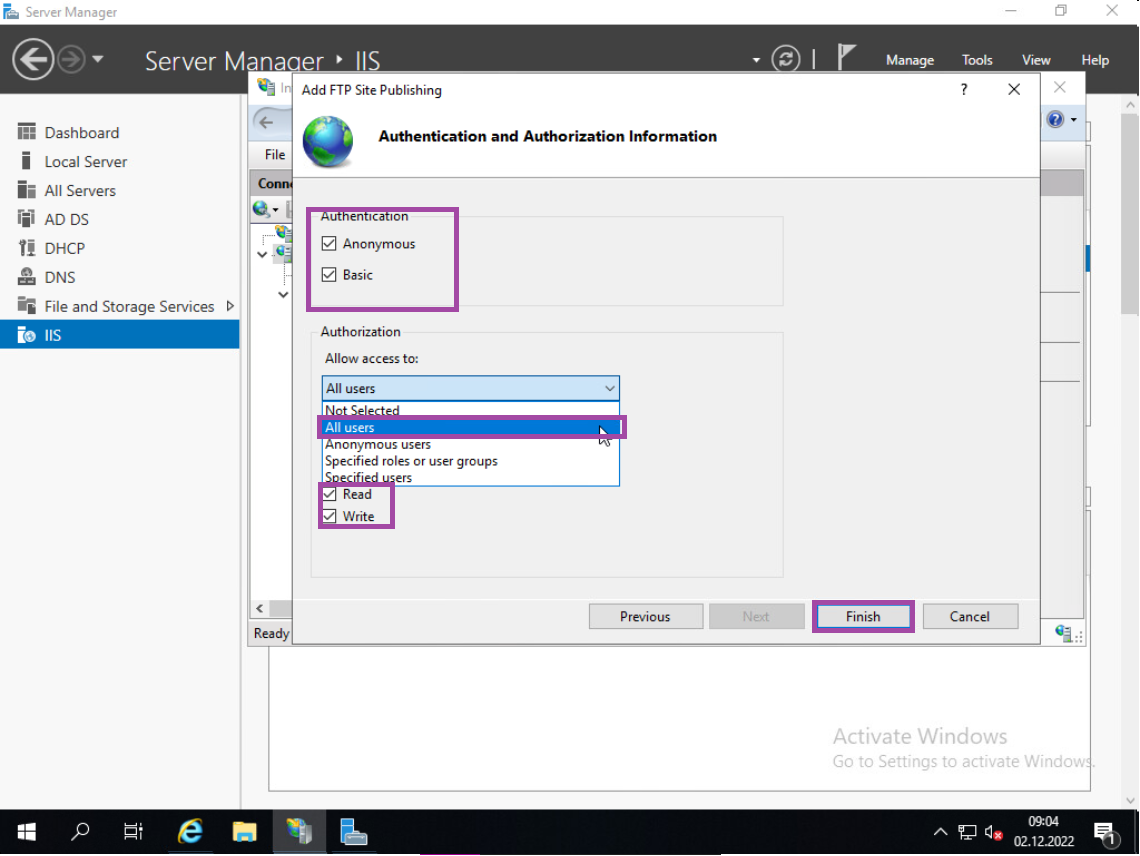 Server Manager
Server Manager ‣ IIS
Manage Tools View Help
Dashboard
Local Server
All Servers
AD DS
DHCP
DNS
File and Storage Services
IIS
File
Ready
Add FTP Site Publishing
?
Authentication and Authorization Information
Authentication
Anonymous
Basic
Authorization
Allow access to:
All users
Not Selected
All users
Anonymous users
Specified roles or user groups
Specified users
Read
Write
Previous Next Finish Cancel
Activate Windows
Go to Settings to activate Windows.
09:04
02.12.2022
1